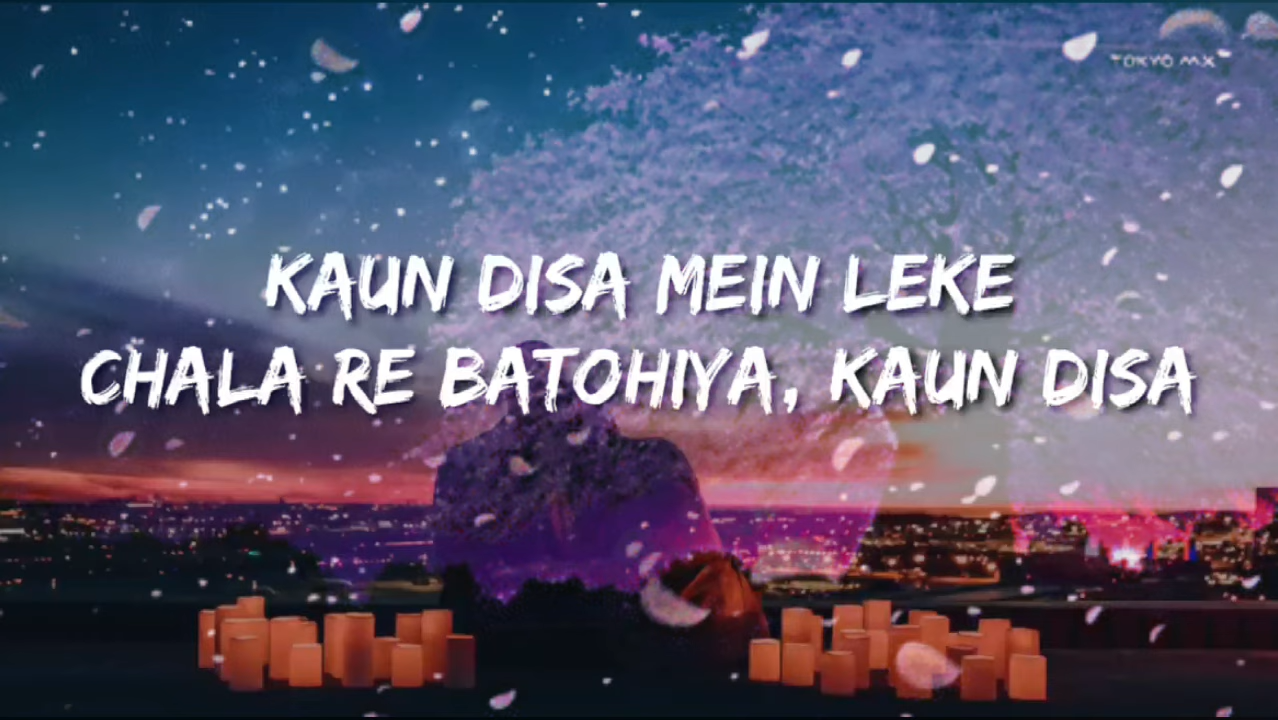 TOKYO MX
KAUN DISA MEIN LEKE
CHALA RE BATOHIYA, KAUN DISA